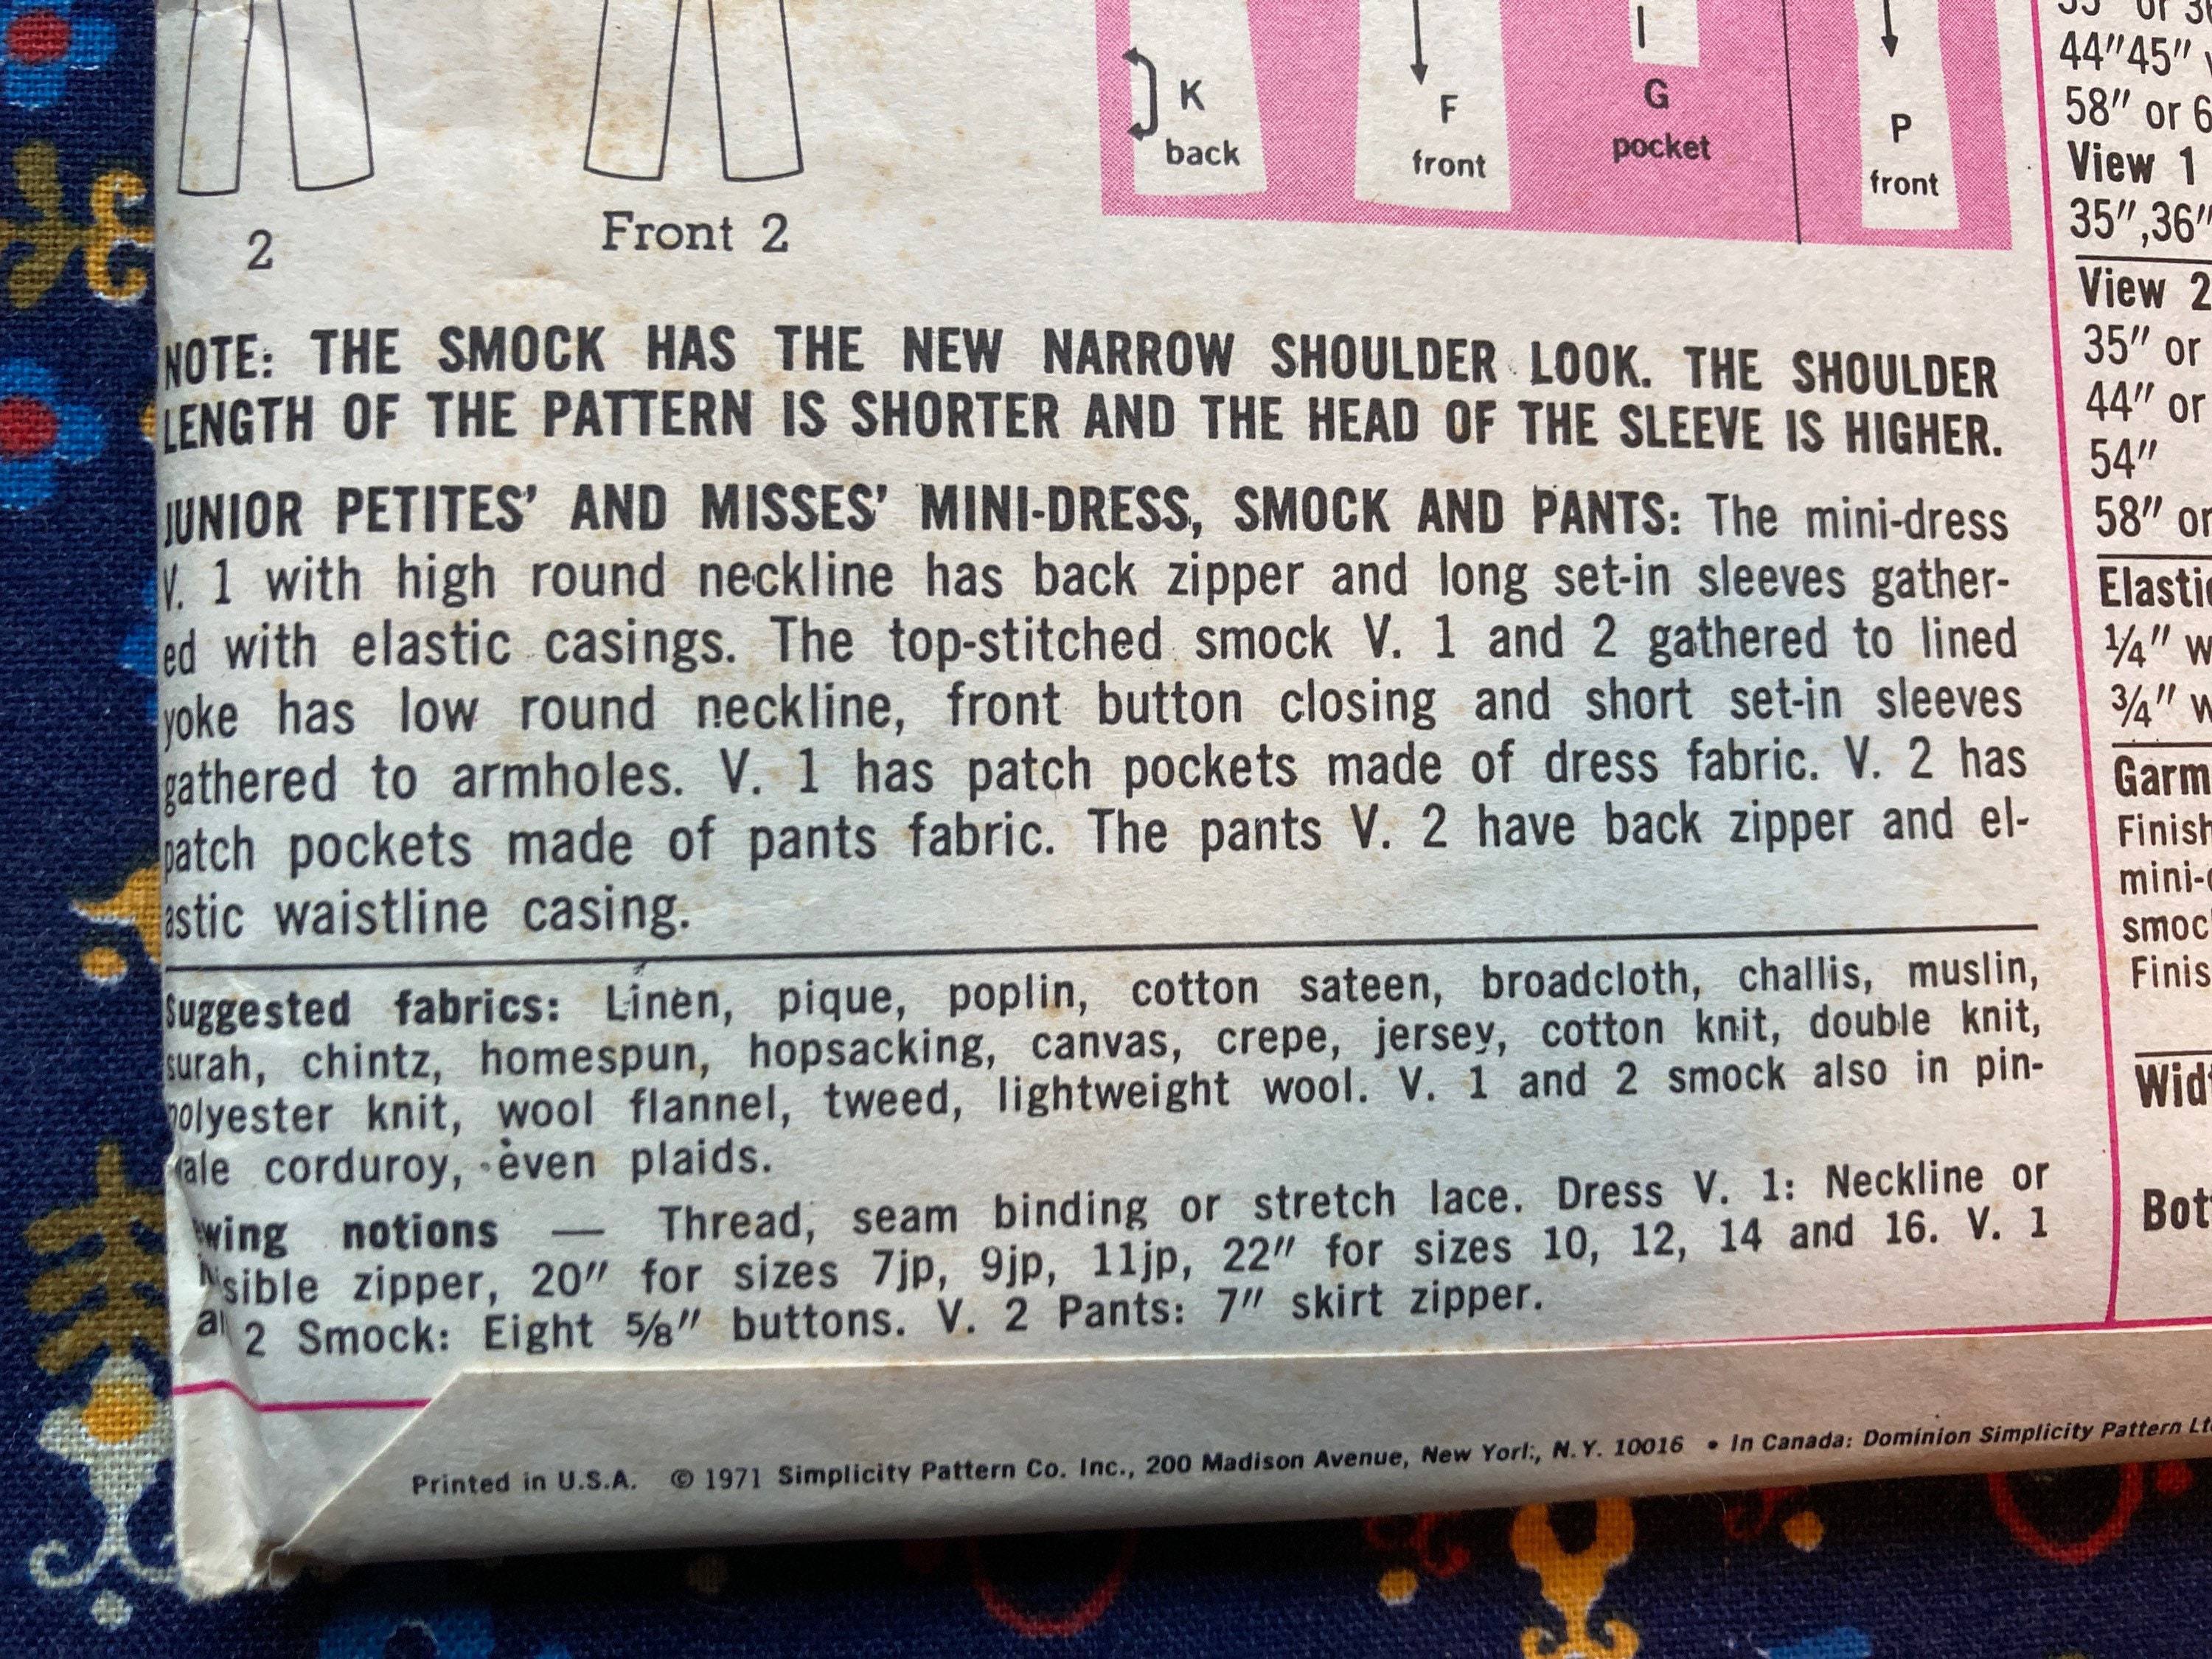 2
Front 2
K
back
F
front
G
pocket
P
front
NOTE: THE SMOCK HAS THE NEW NARROW SHOULDER LOOK. THE SHOULDER
LENGTH OF THE PATTERN IS SHORTER AND THE HEAD OF THE SLEEVE IS HIGHER.
JUNIOR PETITES' AND MISSES' MINI-DRESS, SMOCK AND PANTS: The mini-dress
V. 1 with high round neckline has back zipper and long set-in sleeves gather-
ed with elastic casings. The top-stitched smock V. 1 and 2 gathered to lined
yoke has low round neckline, front button closing and short set-in sleeves
gathered to armholes. V. 1 has patch pockets made of dress fabric. V. 2 has
patch pockets made of pants fabric. The pants V. 2 have back zipper and el-
astic waistline casing.
Suggested fabrics: Linen, pique, poplin, cotton sateen, broadcloth, challis, muslin,
surah, chintz, homespun, hopsacking, canvas, crepe, jersey, cotton knit, double knit,
polyester knit, wool flannel, tweed, lightweight wool. V. 1 and 2 smock also in pin-
ale corduroy, even plaids.
wing notions — Thread, seam binding or stretch lace. Dress V. 1: Neckline or
sible zipper, 20" for sizes 7jp, 9jp, 11jp, 22" for sizes 10, 12, 14 and 16. V. 1
2 Smock: Eight 5/8" buttons. V. 2 Pants: 7" skirt zipper.
Printed in U.S.A. © 1971 Simplicity Pattern Co. Inc., 200 Madison Avenue, New York, N.Y. 10016 • In Canada: Dominion Simplicity Pattern
44"45"
58" or
View 1
35",36"
View 2
35" or
44" or
54"
58" or
1/4"
3/4"